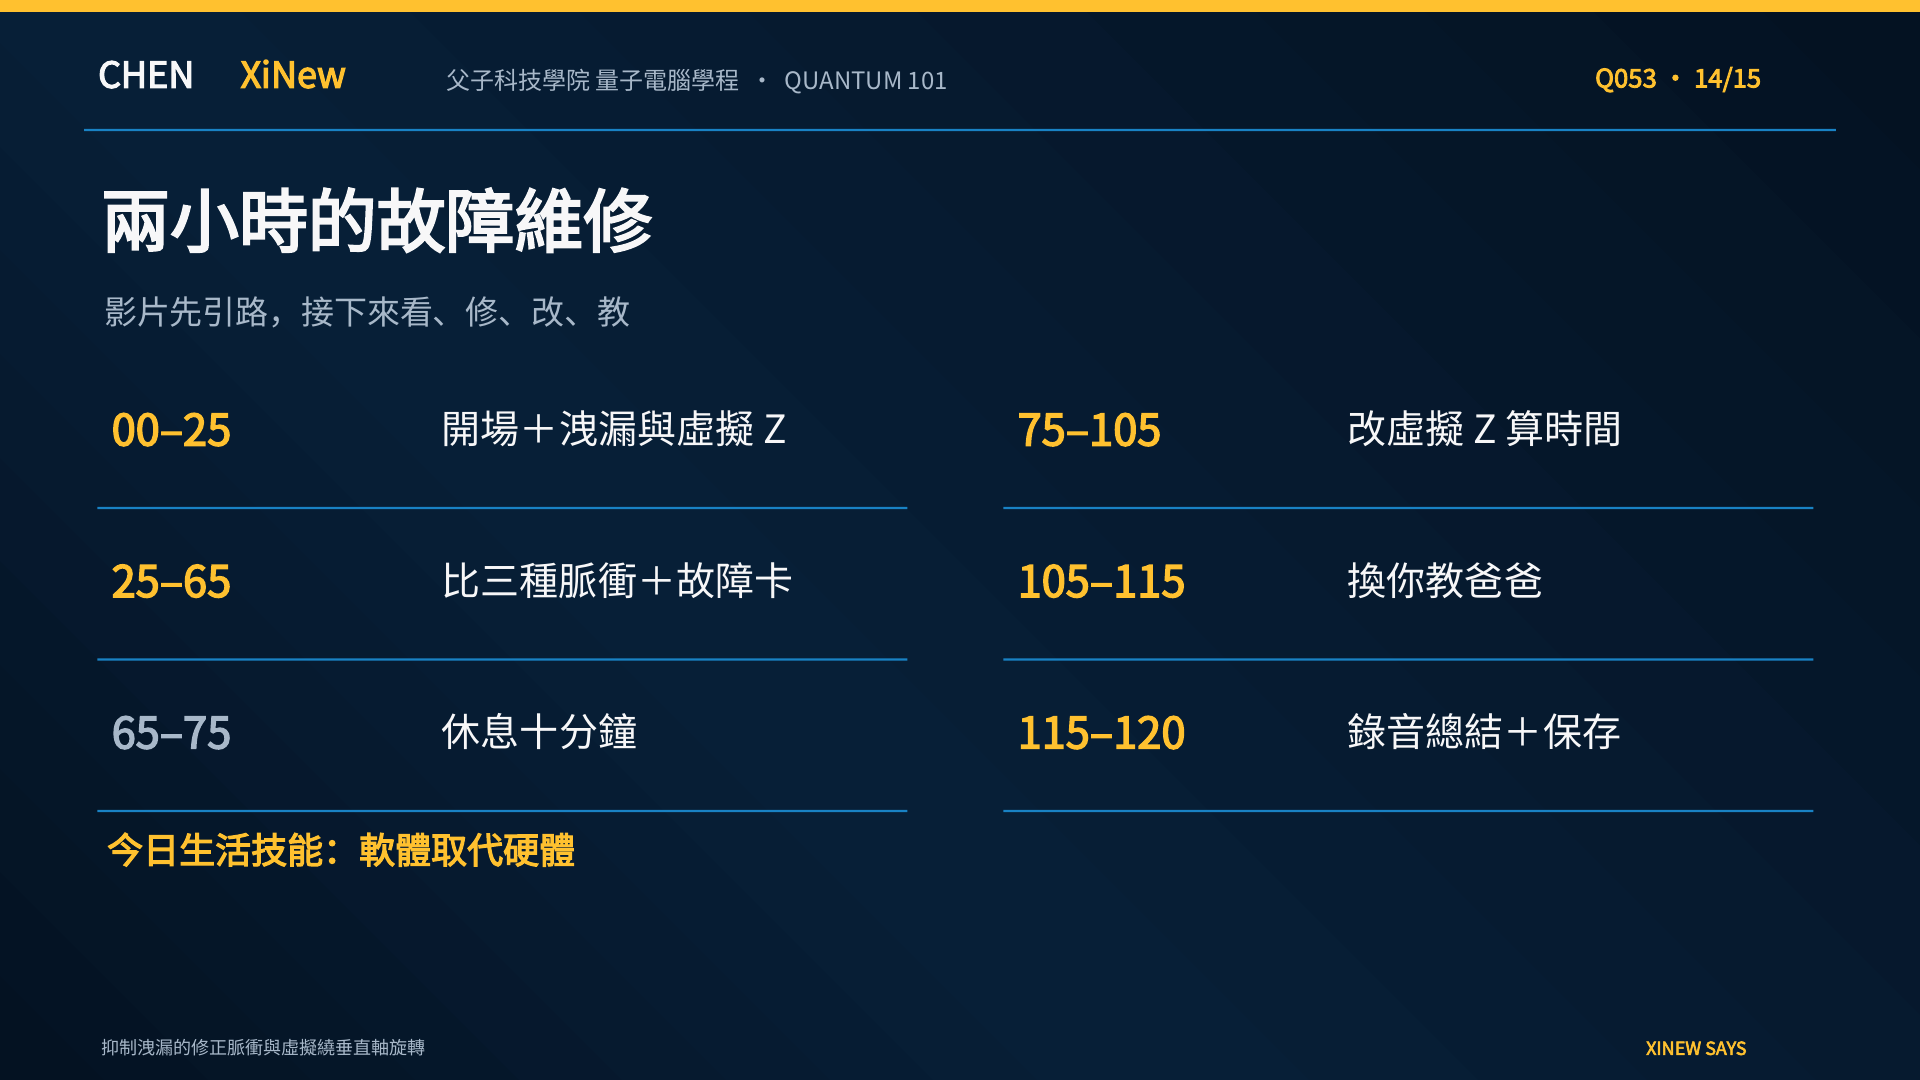 CHEN XiNew 父子科技學院 量子電腦學程 · QUANTUM 101 Q053 · 14/15
兩小時的故障維修
影片先引路，接下來看、修、改、教
00–25 開場＋洩漏與虛擬 Z
25–65 比三種脈衝＋故障卡
65–75 休息十分鐘
75–105 改虛擬 Z 算時間
105–115 換你教爸爸
115–120 錄音總結＋保存
今日生活技能：軟體取代硬體
抑制洩漏的修正脈衝與虛擬繞垂直軸旋轉
XINEW SAYS